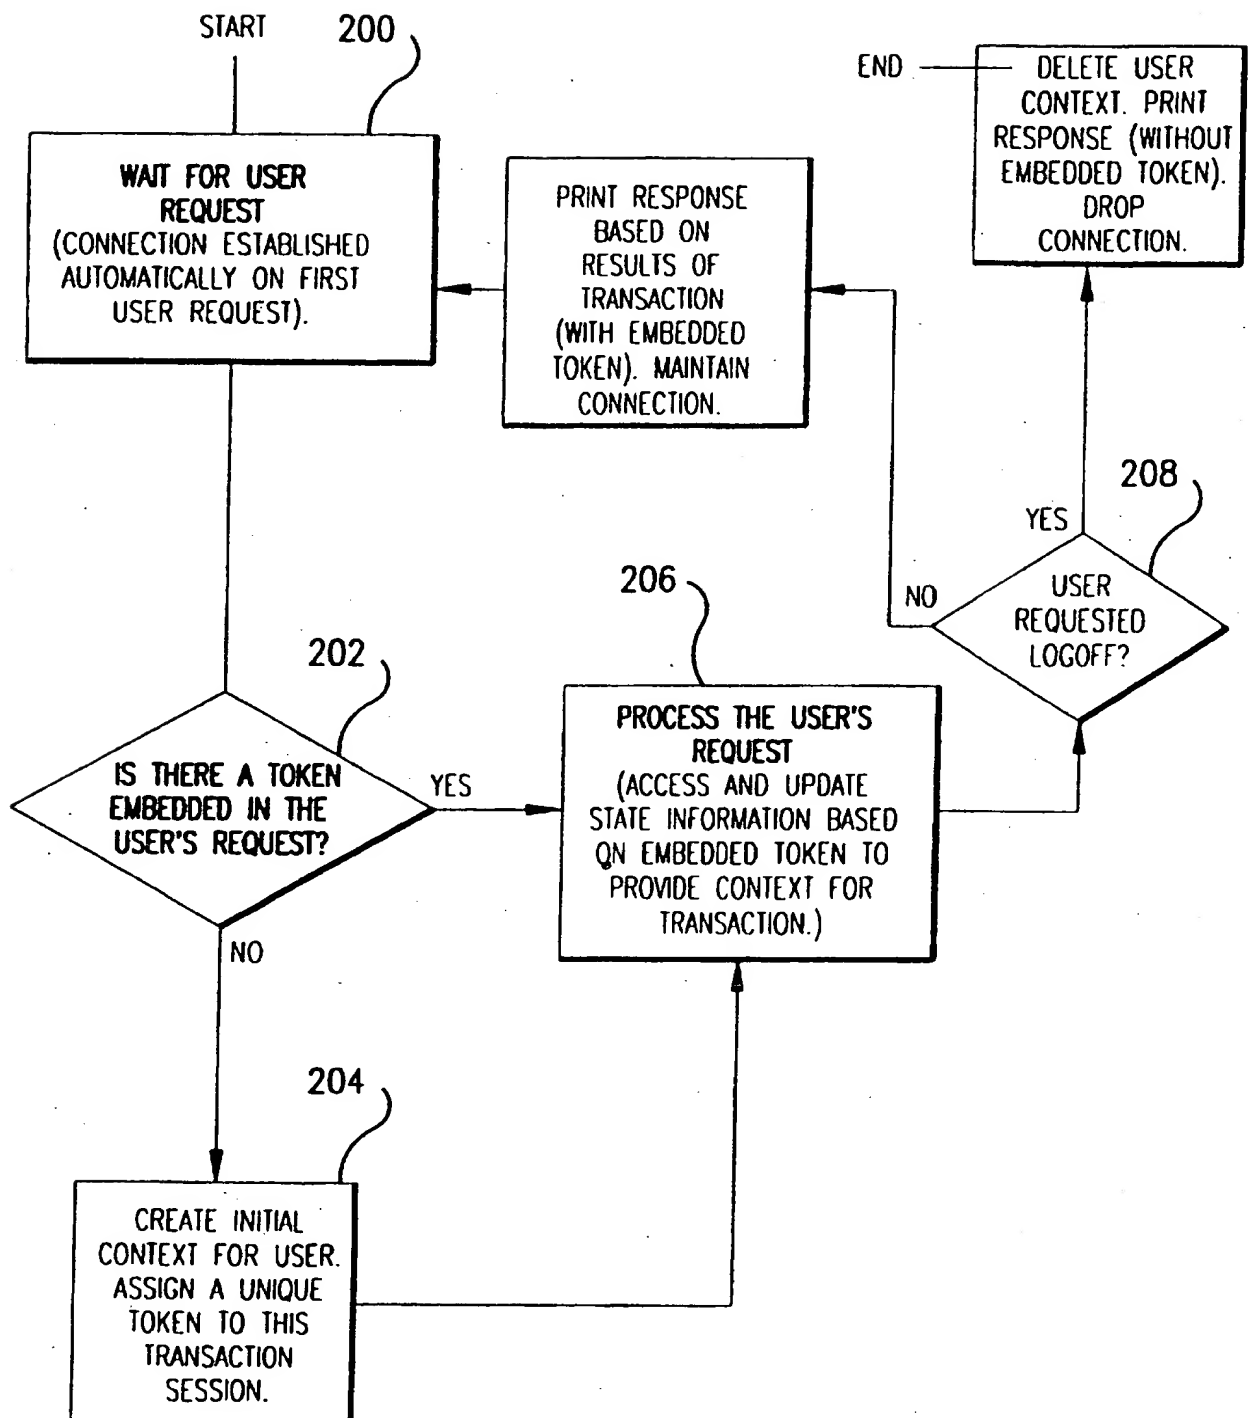 START
200
WAIT FOR USER
REQUEST
(CONNECTION ESTABLISHED
AUTOMATICALLY ON FIRST
USER REQUEST).
PRINT RESPONSE
BASED ON
RESULTS OF
TRANSACTION
(WITH EMBEDDED
TOKEN). MAINTAIN
CONNECTION.
END
DELETE USER
CONTEXT. PRINT
RESPONSE (WITHOUT
EMBEDDED TOKEN).
DROP
CONNECTION.
208
YES
NO
USER
REQUESTED
LOGOFF?
206
PROCESS THE USER'S
REQUEST
(ACCESS AND UPDATE
STATE INFORMATION BASED
ON EMBEDDED TOKEN TO
PROVIDE CONTEXT FOR
TRANSACTION.)
202
IS THERE A TOKEN
EMBEDDED IN THE
USER'S REQUEST?
YES
NO
204
CREATE INITIAL
CONTEXT FOR USER.
ASSIGN A UNIQUE
TOKEN TO THIS
TRANSACTION
SESSION.